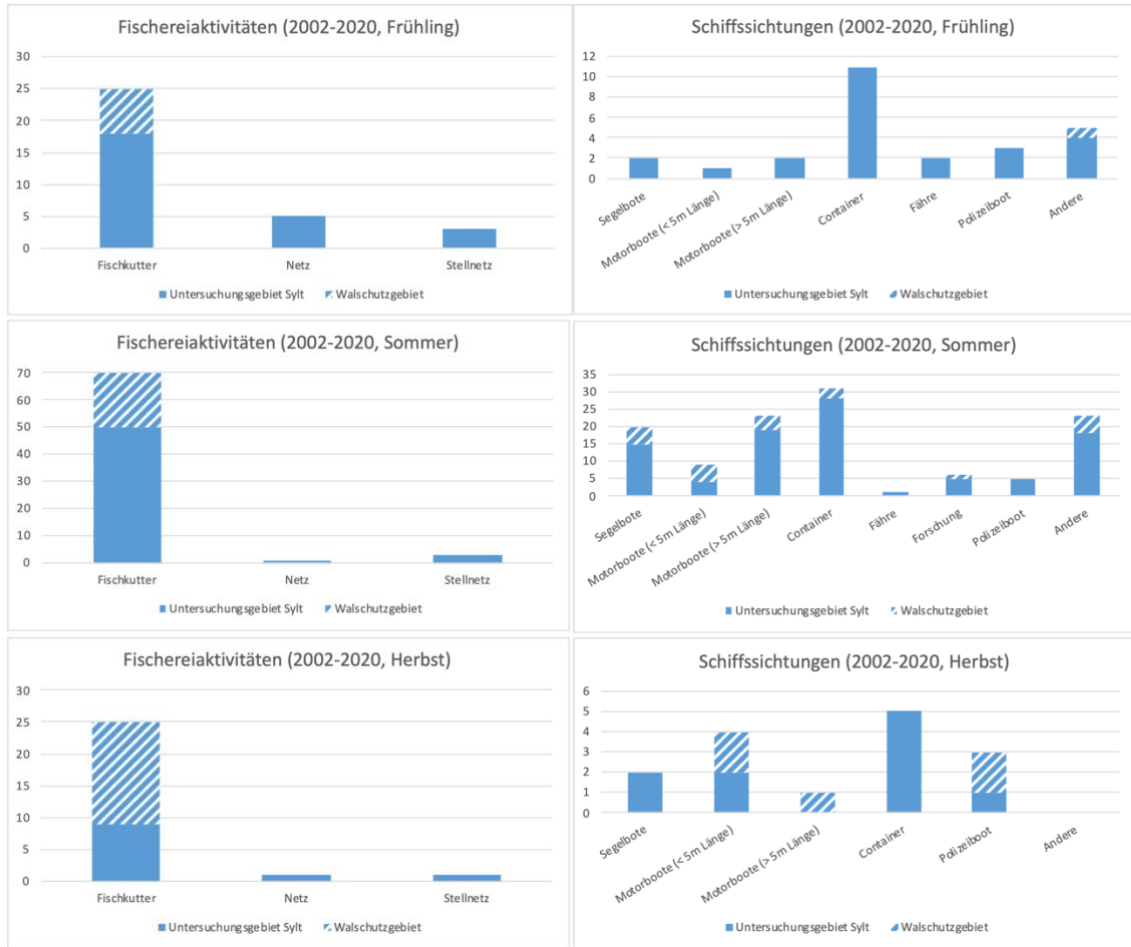 Fischereiaktivitäten (2002-2020, Frühling)
30
25
20
15
10
5
0
Fischkutter Netz Stellnetz
Untersuchungsgebiet Sylt Walschutzgebiet
Schiffssichtungen (2002-2020, Frühling)
12
10
8
6
4
2
0
Segelbote Motorboote (< 5m Länge) Motorboote (> 5m Länge) Container Fähre Polizeiboot Andere
Untersuchungsgebiet Sylt Walschutzgebiet
Fischereiaktivitäten (2002-2020, Sommer)
70
60
50
40
30
20
10
0
Fischkutter Netz Stellnetz
Untersuchungsgebiet Sylt Walschutzgebiet
Schiffssichtungen (2002-2020, Sommer)
35
30
25
20
15
10
5
0
Segelbote Motorboote (< 5m Länge) Motorboote (> 5m Länge) Container Fähre Forschung Polizeiboot Andere
Untersuchungsgebiet Sylt Walschutzgebiet
Fischereiaktivitäten (2002-2020, Herbst)
30
25
20
15
10
5
0
Fischkutter Netz Stellnetz
Untersuchungsgebiet Sylt Walschutzgebiet
Schiffssichtungen (2002-2020, Herbst)
6
5
4
3
2
1
0
Segelbote Motorboote (< 5m Länge) Motorboote (> 5m Länge) Container Polizeiboot Andere
Untersuchungsgebiet Sylt Walschutzgebiet